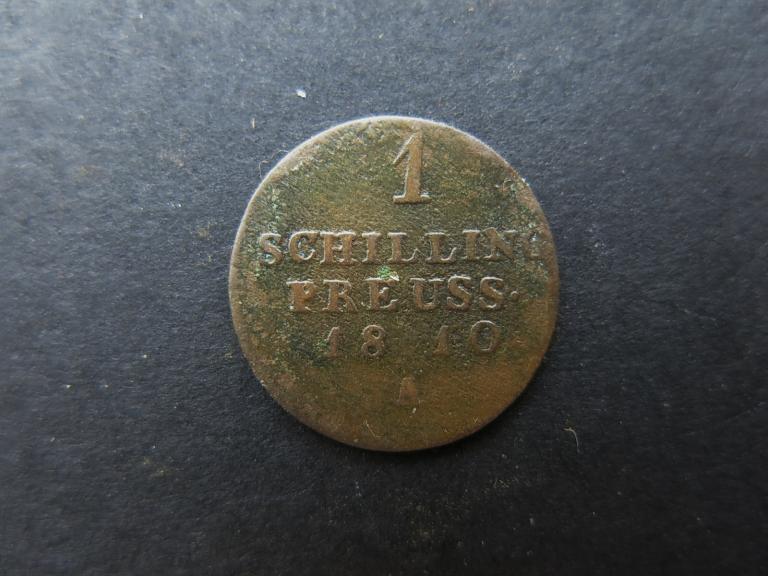 1
SCHILLING
PREUSS.
1810
A